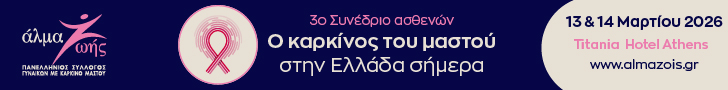 άλμα
ζωής
ΠΑΝΕΛΛΗΝΙΟΣ ΣΥΛΛΟΓΟΣ
ΓΥΝΑΙΚΩΝ ΜΕ ΚΑΡΚΙΝΟ ΜΑΣΤΟΥ
3ο Συνέδριο ασθενών
Ο καρκίνος του μαστού
στην Ελλάδα σήμερα
13 & 14 Μαρτίου 2026
Titania Hotel Athens
www.almazois.gr